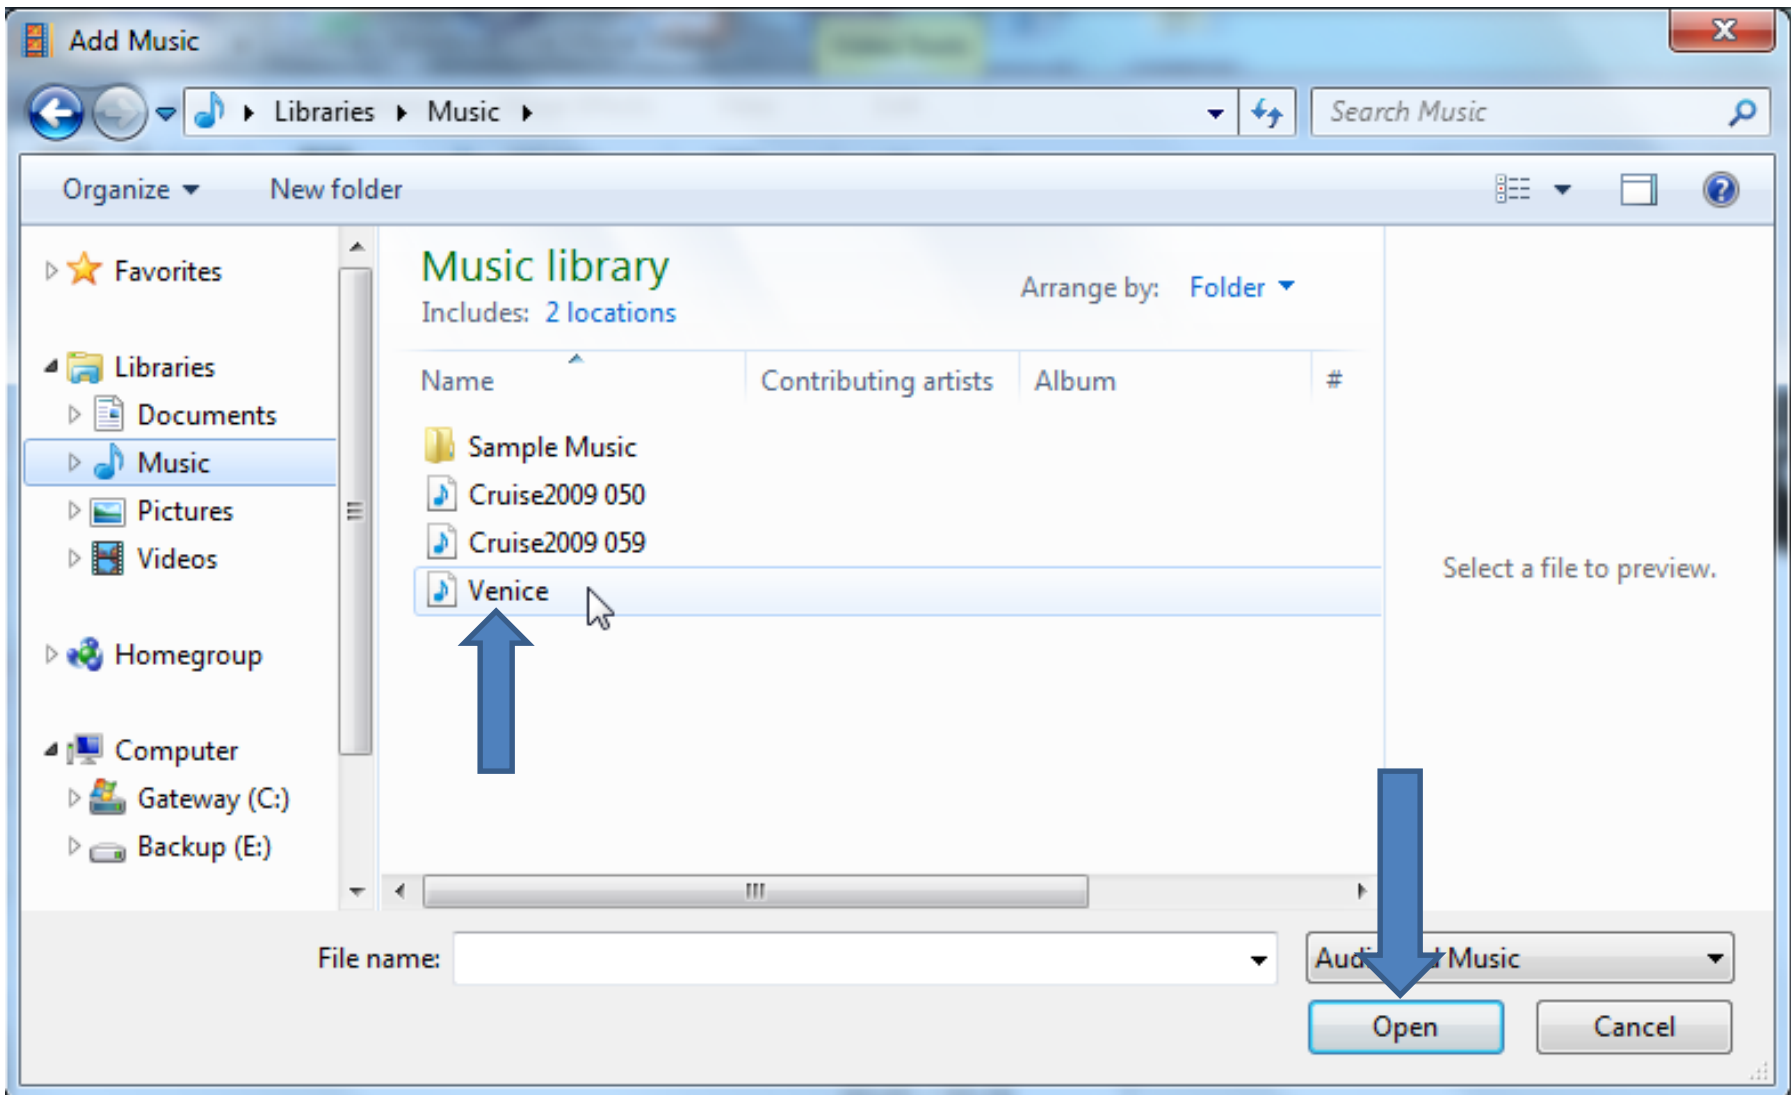 Add Music
Libraries Music
Search Music
Organize New folder
Favorites
Libraries
Documents
Music
Pictures
Videos
Homegroup
Computer
Gateway (C:)
Backup (E:)
Music library
Includes: 2 locations
Arrange by: Folder
Name Contributing artists Album #
Sample Music
Cruise2009 050
Cruise2009 059
Venice
Select a file to preview.
File name:
Music
Open Cancel